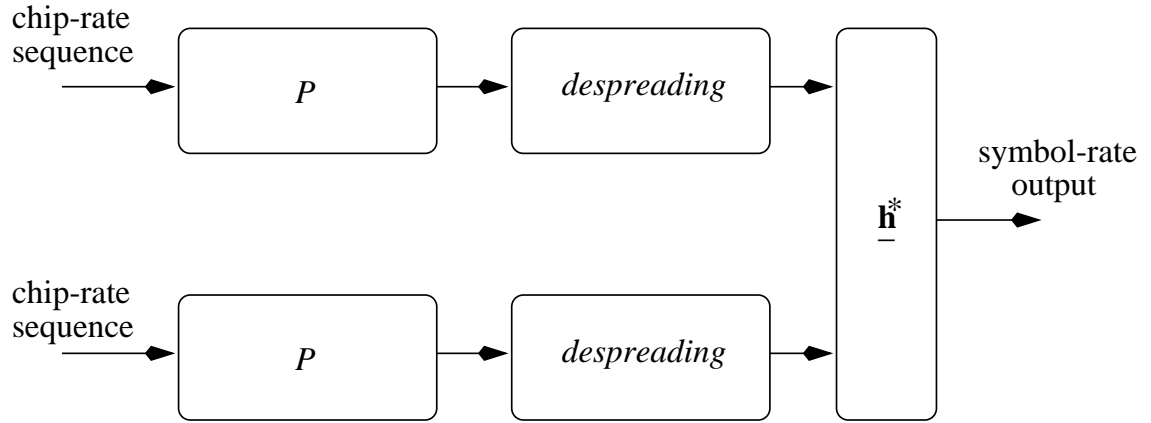 chip-rate
sequence
P
despreading
h*
symbol-rate
output
chip-rate
sequence
P
despreading